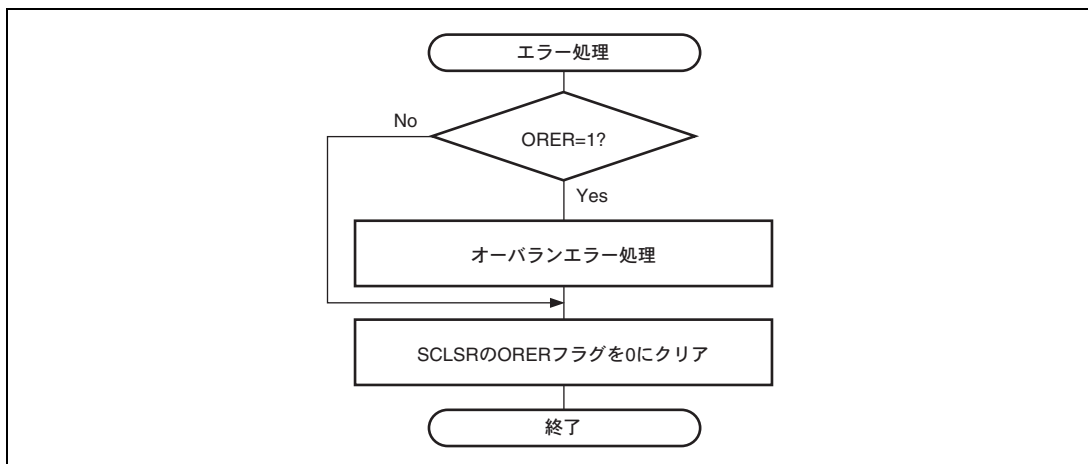 エラー処理
No
ORER=1?
Yes
オーバランエラー処理
SCLSRのORERフラグを0にクリア
終了